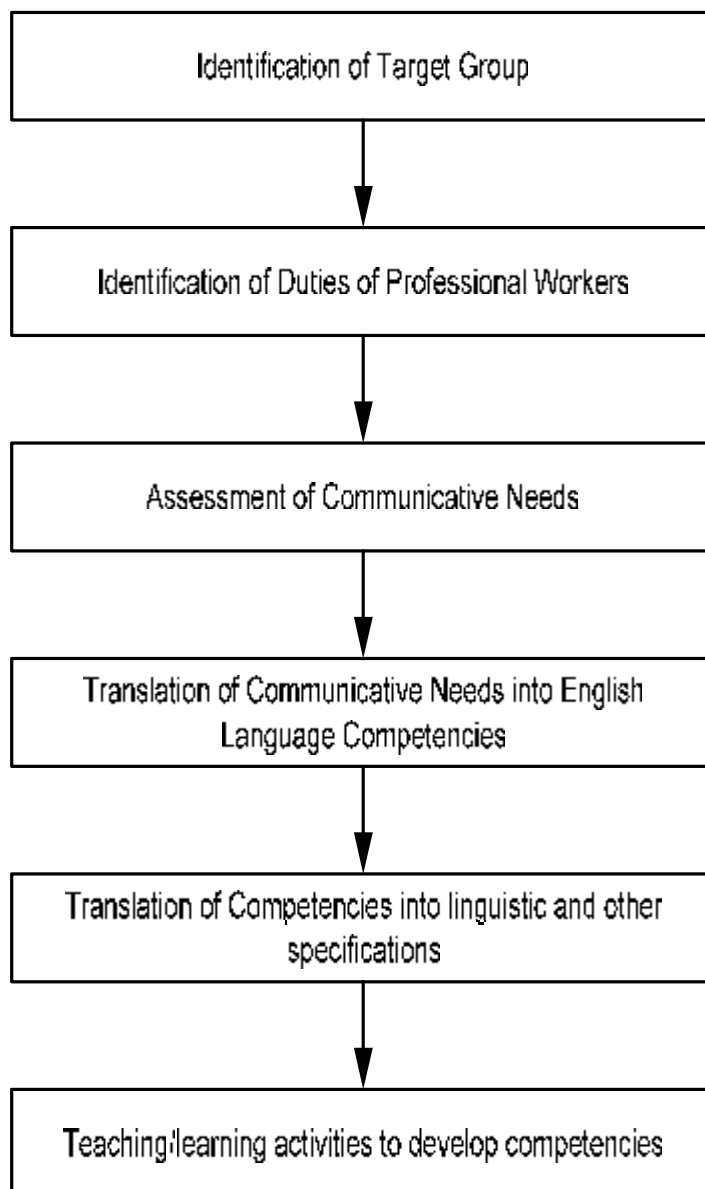 Identification of Target Group
Identification of Duties of Professional Workers
Assessment of Communicative Needs
Translation of Communicative Needs into English
Language Competencies
Translation of Competencies into linguistic and other
specifications
Teaching/learning activities to develop competencies